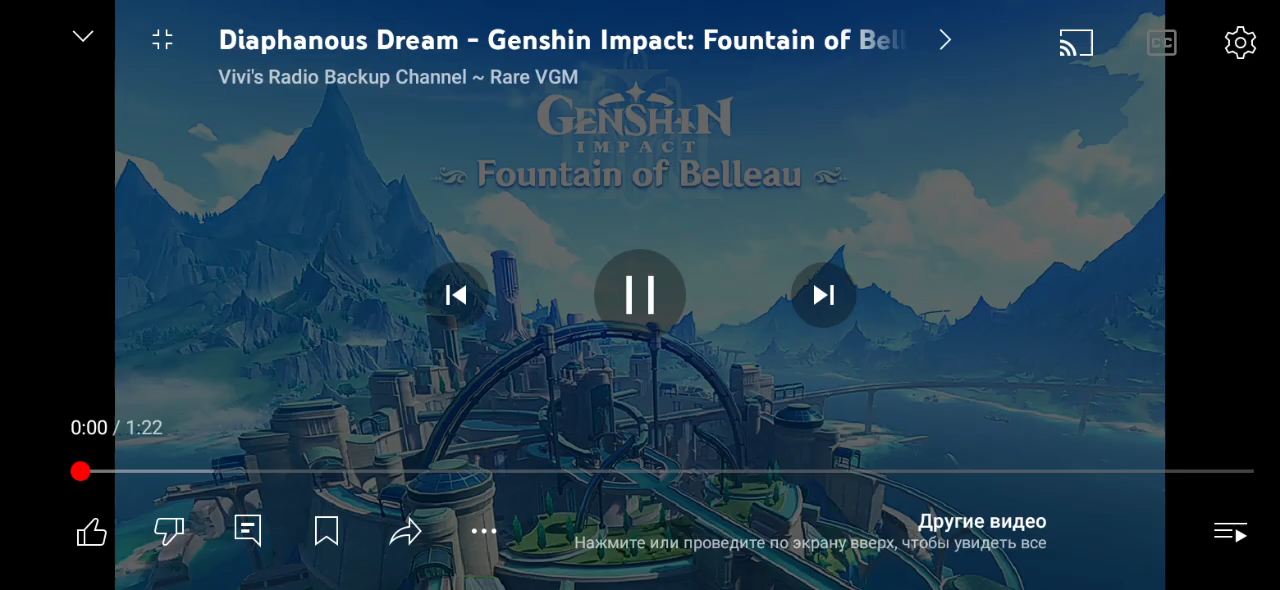 Diaphanous Dream - Genshin Impact: Fountain of Bell
Vivi's Radio Backup Channel ~ Rare VGM
CC
GENSHIN
IMPACT
Fountain of Belleau
0:00 / 1:22
Другие видео
Нажмите или проведите по экрану вверх, чтобы увидеть все